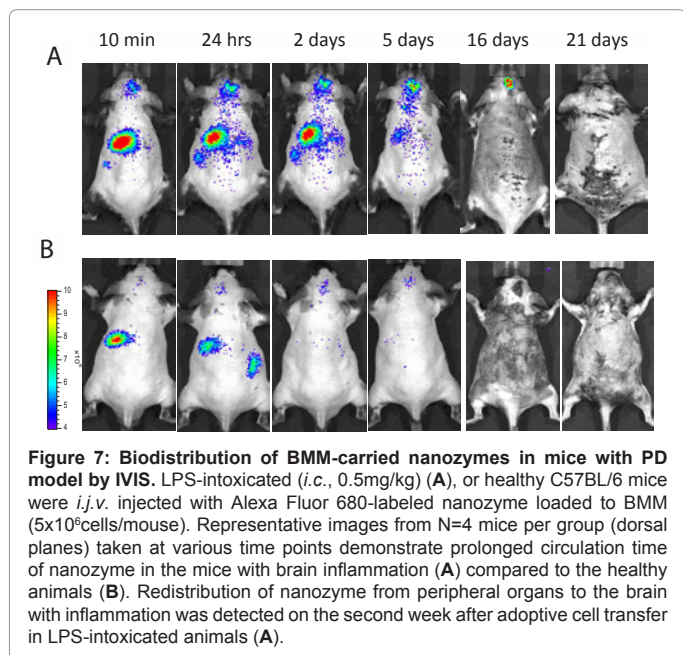 A
10 min 24 hrs 2 days 5 days 16 days 21 days
B
10
9
8
7
6
5
4
Figure 7: Biodistribution of BMM-carried nanozymes in mice with PD
model by IVIS. LPS-intoxicated (i.c., 0.5mg/kg) (A), or healthy C57BL/6 mice
were i.j.v. injected with Alexa Fluor 680-labeled nanozyme loaded to BMM
(5x10⁶cells/mouse). Representative images from N=4 mice per group (dorsal
planes) taken at various time points demonstrate prolonged circulation time
of nanozyme in the mice with brain inflammation (A) compared to the healthy
animals (B). Redistribution of nanozyme from peripheral organs to the brain
with inflammation was detected on the second week after adoptive cell transfer
in LPS-intoxicated animals (A).